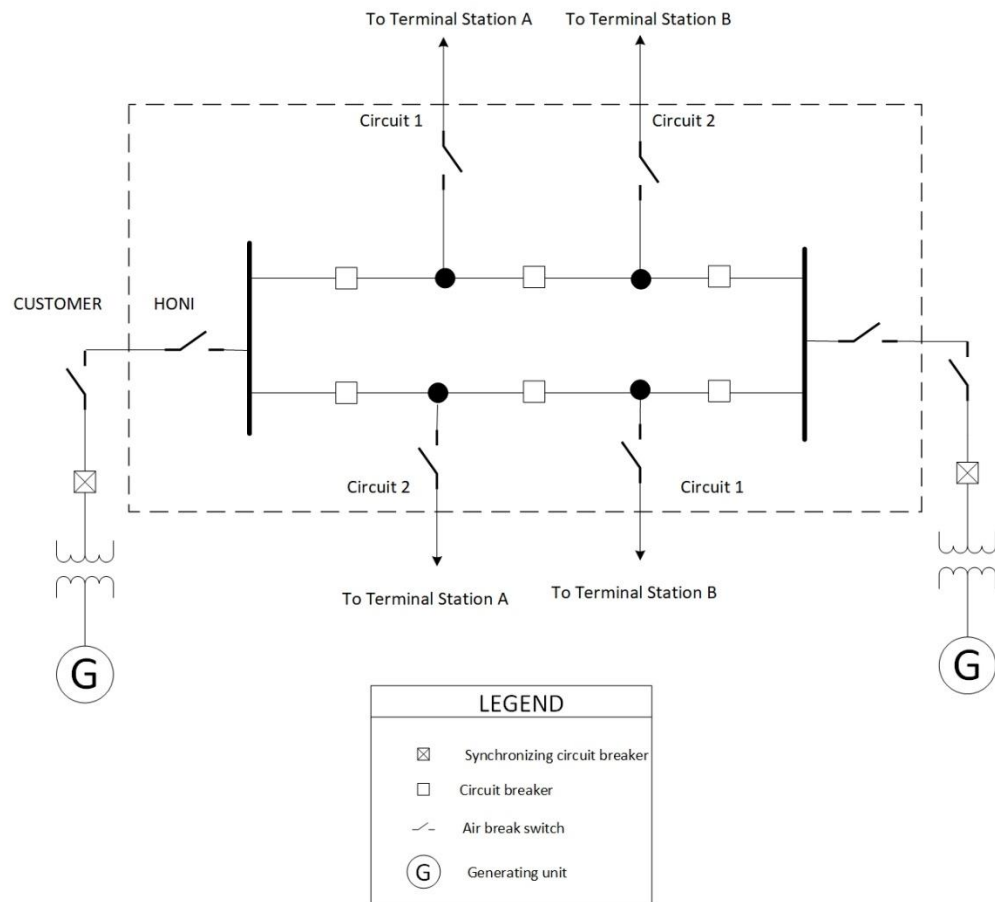 To Terminal Station A
To Terminal Station B
Circuit 1
Circuit 2
CUSTOMER
HONI
Circuit 2
Circuit 1
To Terminal Station A
To Terminal Station B
G
G
LEGEND
Synchronizing circuit breaker
Circuit breaker
Air break switch
G
Generating unit